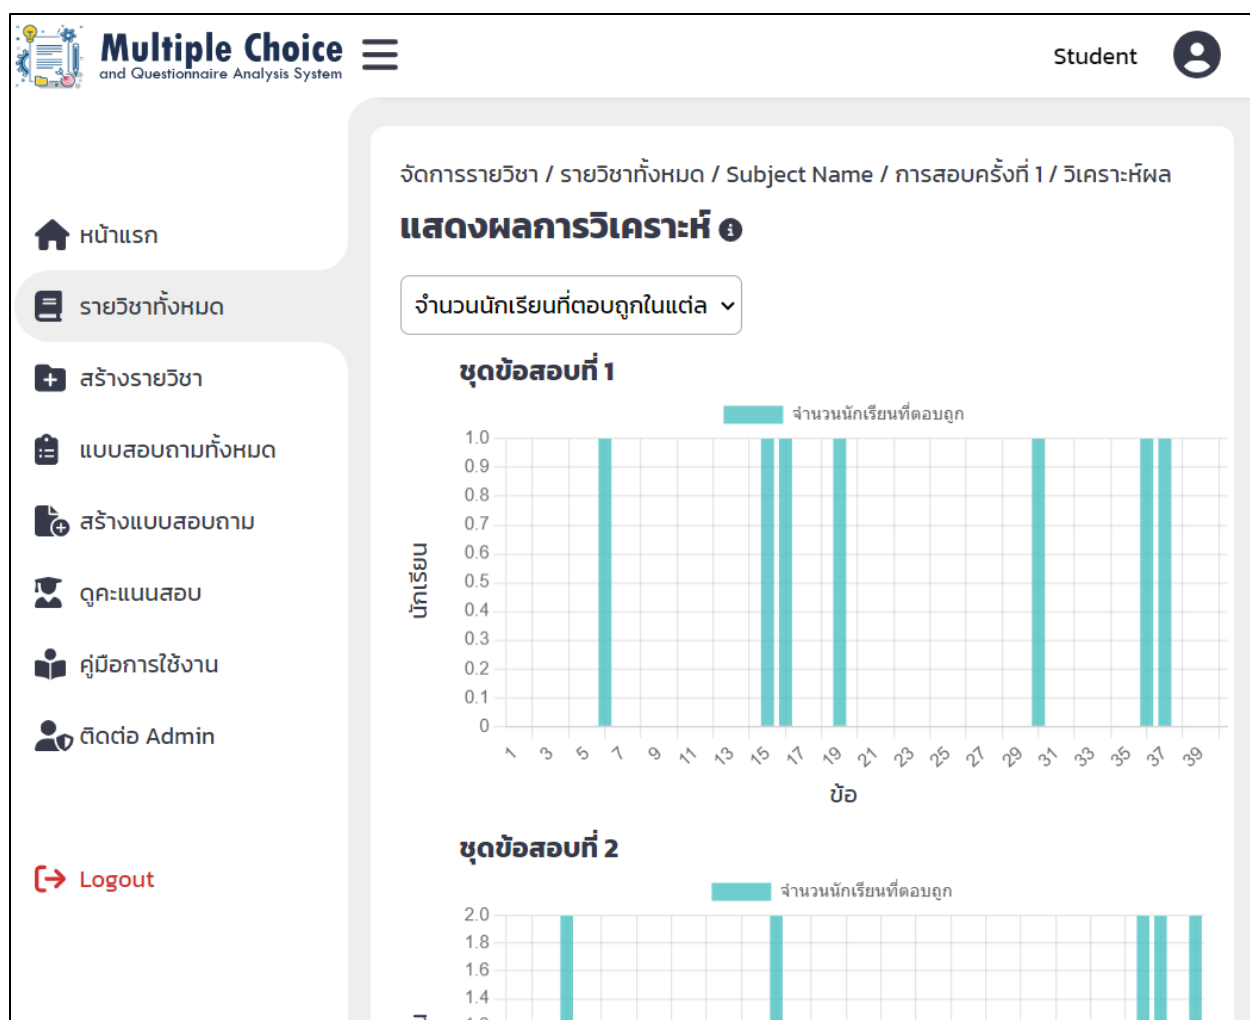 Multiple Choice
and Questionnaire Analysis System
Student
หน้าแรก
รายวิชาทั้งหมด
สร้างรายวิชา
แบบสอบถามทั้งหมด
สร้างแบบสอบถาม
ดูคะแนนสอบ
คู่มือการใช้งาน
ติดต่อ Admin
Logout
จัดการรายวิชา / รายวิชาทั้งหมด / Subject Name / การสอบครั้งที่ 1 / วิเคราะห์ผล
แสดงผลการวิเคราะห์
จำนวนนักเรียนที่ตอบถูกในแต่ล
ชุดข้อสอบที่ 1
จำนวนนักเรียนที่ตอบถูก
1.0
0.9
0.8
0.7
0.6
0.5
0.4
0.3
0.2
0.1
0
นักเรียน
1 3 5 7 9 11 13 15 17 19 21 23 25 27 29 31 33 35 37 39
ข้อ
ชุดข้อสอบที่ 2
จำนวนนักเรียนที่ตอบถูก
2.0
1.8
1.6
1.4